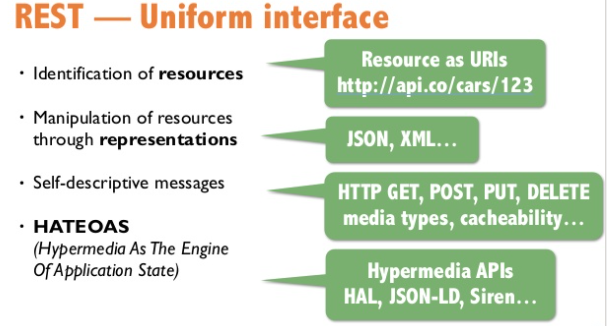 REST — Uniform interface
• Identification of resources
Resource as URIs
http://api.co/cars/123
• Manipulation of resources
through representations
JSON, XML...
• Self-descriptive messages
HTTP GET, POST, PUT, DELETE
media types, cacheability...
• HATEOAS
(Hypermedia As The Engine
Of Application State)
Hypermedia APIs
HAL, JSON-LD, Siren...